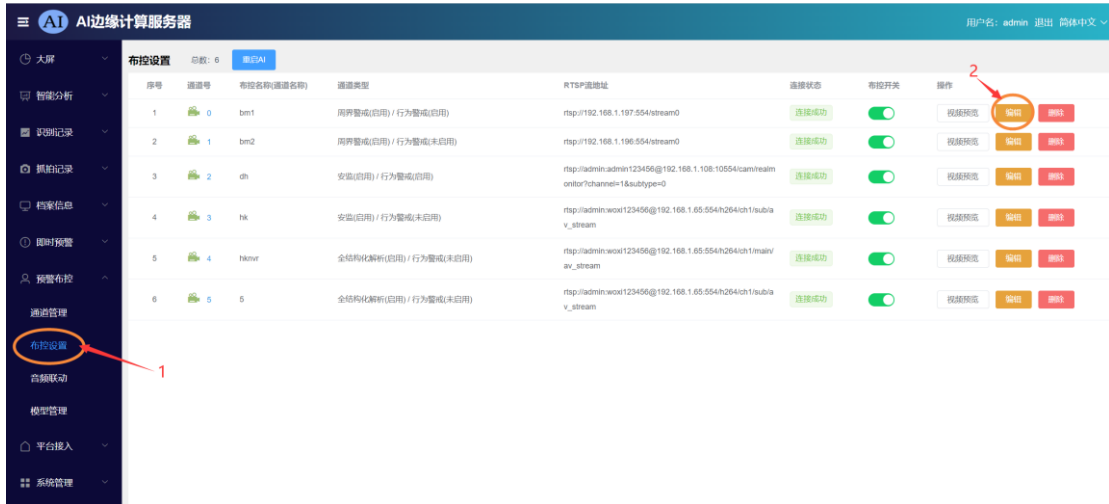 AI AI边缘计算服务器 用户名：admin 退出 简体中文
大屏
智能分析
识别记录
抓拍记录
档案信息
即时预警
预警布控
通道管理
布控设置
音频联动
模型管理
平台接入
系统管理
布控设置 总数：6 重启AI
序号 通道号 布控名称(通道名称) 通道类型 RTSP流地址 连接状态 布控开关 操作
1 0 bm1 周界警戒(启用) / 行为警戒(启用) rtsp://192.168.1.197:554/stream0 连接成功 视频预览 编辑 删除
2 1 bm2 周界警戒(启用) / 行为警戒(未启用) rtsp://192.168.1.196:554/stream0 连接成功 视频预览 编辑 删除
3 2 dh 安监(启用) / 行为警戒(启用) rtsp://admin:admin123456@192.168.1.108:10554/cam/realm
onitor?channel=1&subtype=0 连接成功 视频预览 编辑 删除
4 3 hk 安监(启用) / 行为警戒(未启用) rtsp://admin:woxi123456@192.168.1.65:554/h264/ch1/sub/a
v_stream 连接成功 视频预览 编辑 删除
5 4 hknvr 全结构化解析(启用) / 行为警戒(未启用) rtsp://admin:woxi123456@192.168.1.65:554/h264/ch1/main/
av_stream 连接成功 视频预览 编辑 删除
6 5 5 全结构化解析(启用) / 行为警戒(未启用) rtsp://admin:woxi123456@192.168.1.65:554/h264/ch1/sub/a
v_stream 连接成功 视频预览 编辑 删除
1
2